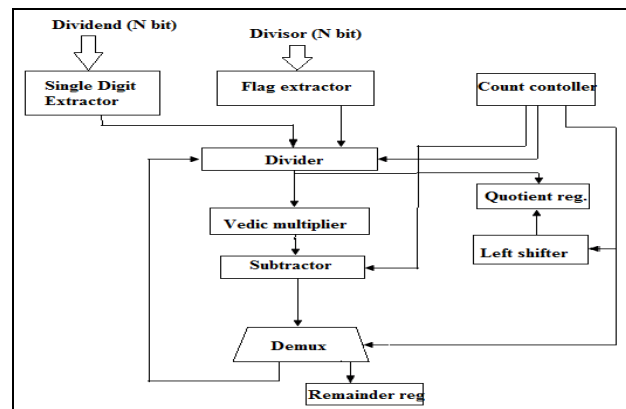 Dividend (N bit)
Divisor (N bit)
Single Digit
Extractor
Flag extractor
Count contoller
Divider
Quotient reg.
Vedic multiplier
Left shifter
Subtractor
Demux
Remainder reg